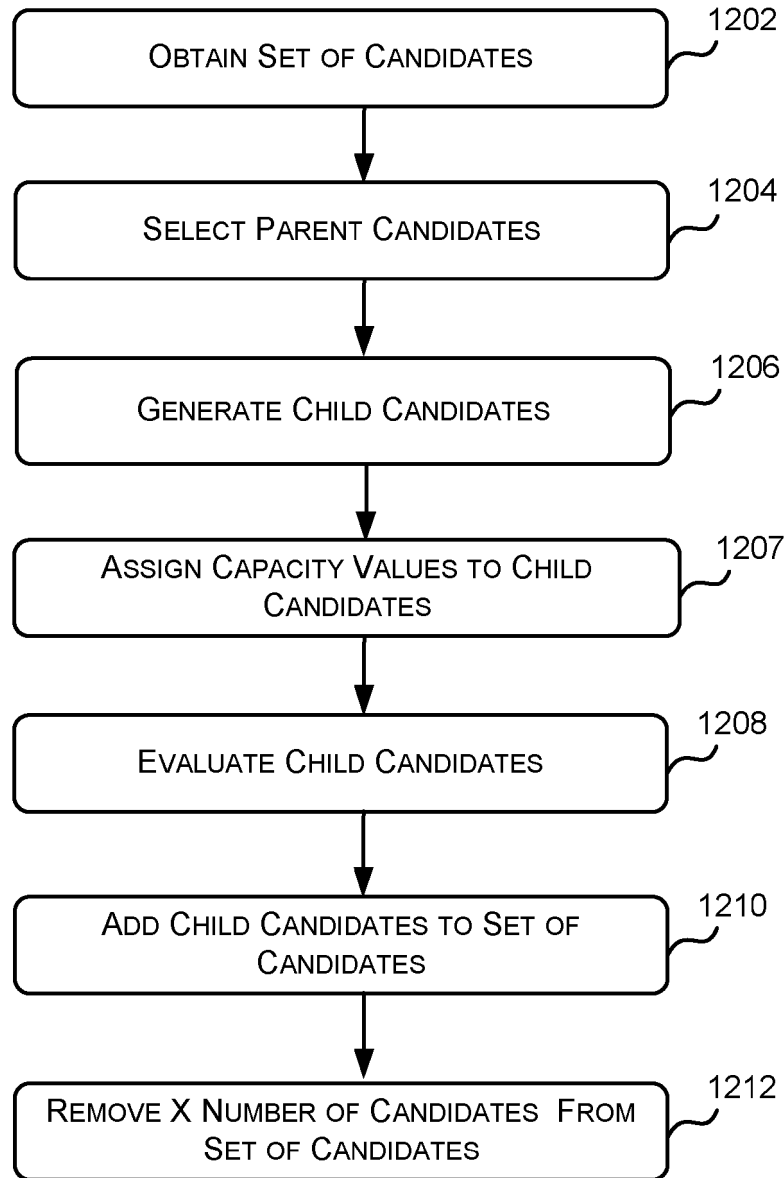 1202
OBTAIN SET OF CANDIDATES
1204
SELECT PARENT CANDIDATES
1206
GENERATE CHILD CANDIDATES
1207
ASSIGN CAPACITY VALUES TO CHILD
CANDIDATES
1208
EVALUATE CHILD CANDIDATES
1210
ADD CHILD CANDIDATES TO SET OF
CANDIDATES
1212
REMOVE X NUMBER OF CANDIDATES FROM
SET OF CANDIDATES